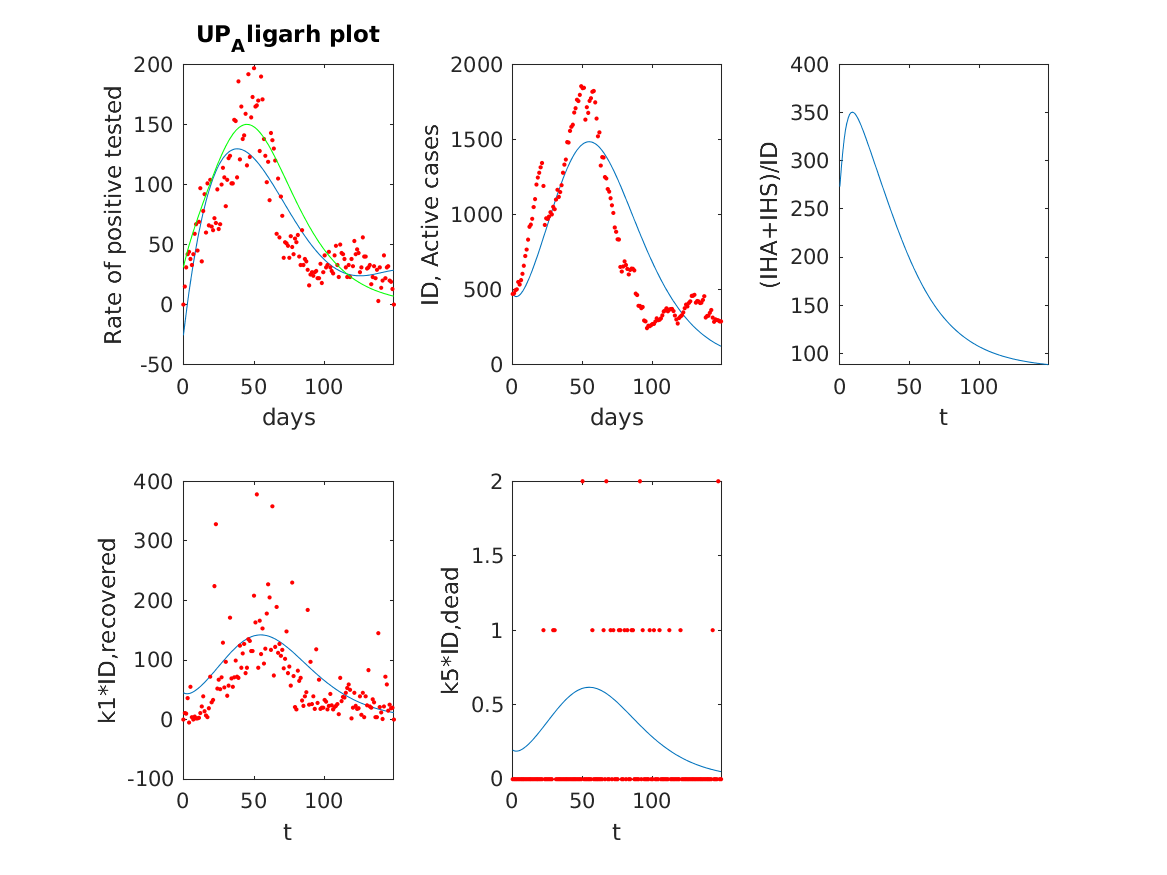 UP_Aligarh plot
Rate of positive tested
200
150
100
50
0
-50
0 50 100
days
ID, Active cases
2000
1500
1000
500
0
0 50 100
days
(IHA+IHS)/ID
400
350
300
250
200
150
100
0 50 100
t
k1*ID,recovered
400
300
200
100
0
-100
0 50 100
t
k5*ID,dead
2
1.5
1
0.5
0
0 50 100
t